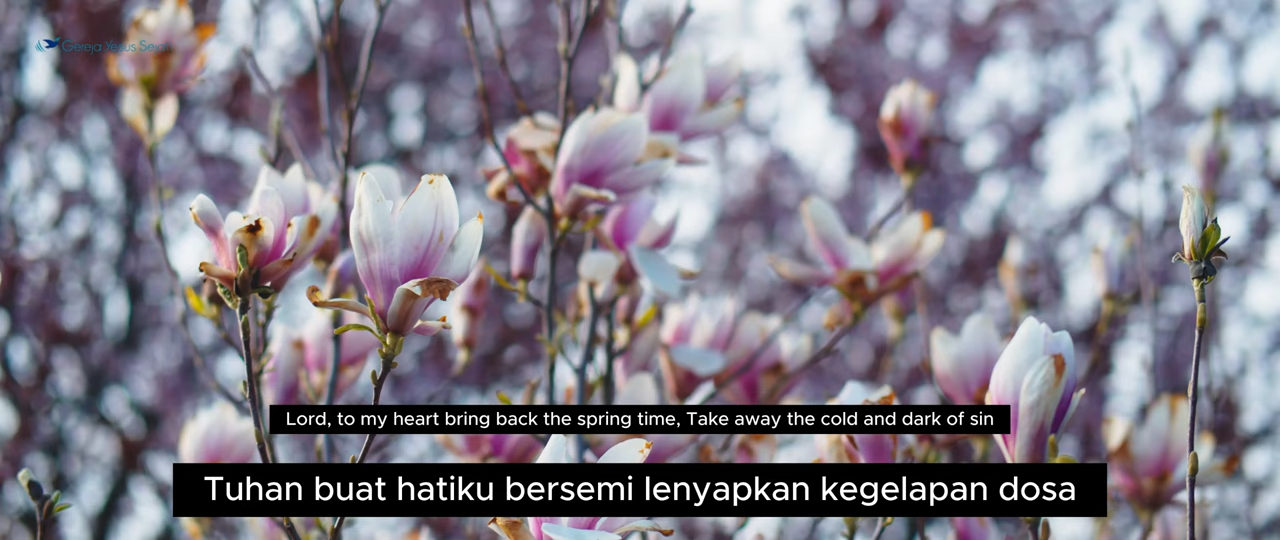 Gereja Yesus Sejati
Lord, to my heart bring back the spring time, Take away the cold and dark of sin
Tuhan buat hatiku bersemi lenyapkan kegelapan dosa